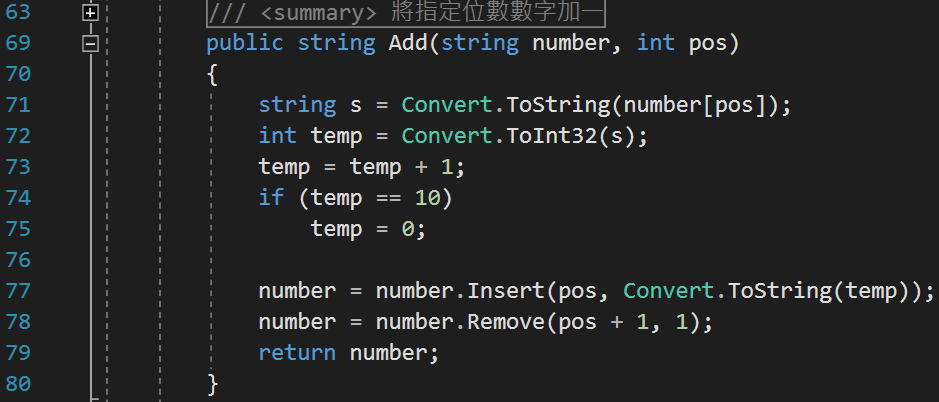 63 /// <summary> 將指定位數數字加一
69 public string Add(string number, int pos)
70 {
71 string s = Convert.ToString(number[pos]);
72 int temp = Convert.ToInt32(s);
73 temp = temp + 1;
74 if (temp == 10)
75 temp = 0;
76
77 number = number.Insert(pos, Convert.ToString(temp));
78 number = number.Remove(pos + 1, 1);
79 return number;
80 }